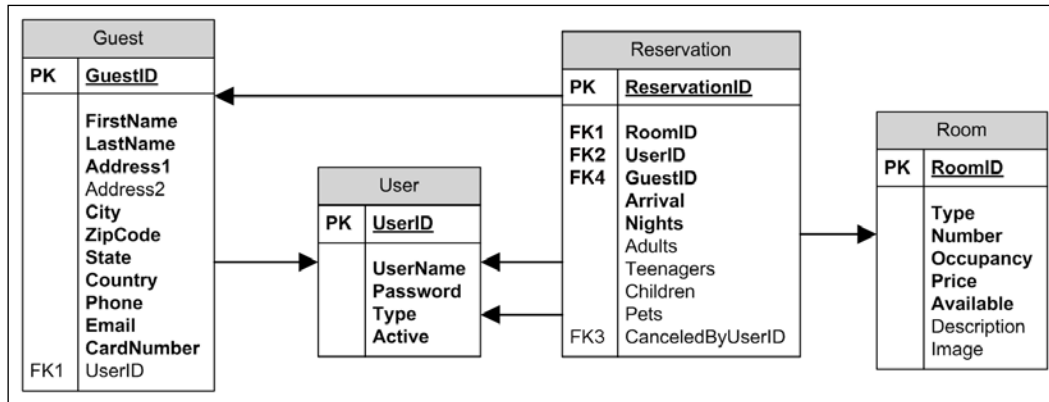 Guest
PK GuestID
FirstName
LastName
Address1
Address2
City
ZipCode
State
Country
Phone
Email
CardNumber
FK1 UserID
User
PK UserID
UserName
Password
Type
Active
Reservation
PK ReservationID
FK1 RoomID
FK2 UserID
FK4 GuestID
Arrival
Nights
Adults
Teenagers
Children
Pets
FK3 CanceledByUserID
Room
PK RoomID
Type
Number
Occupancy
Price
Available
Description
Image